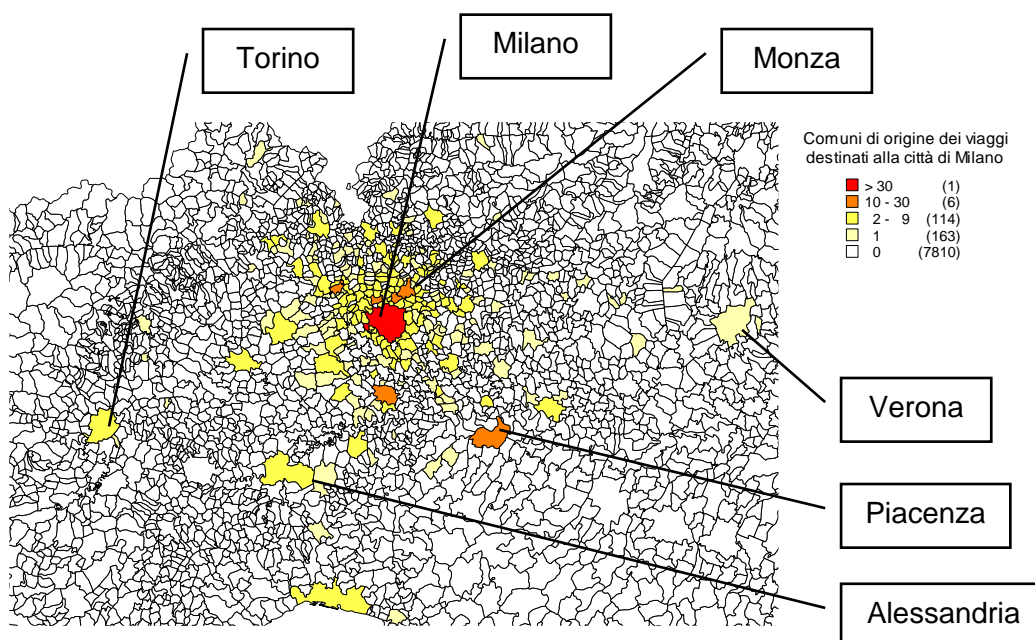 Torino
Milano
Monza
Comuni di origine dei viaggi
destinati alla città di Milano
> 30 (1)
10 - 30 (6)
2 - 9 (114)
1 (163)
0 (7810)
Verona
Piacenza
Alessandria